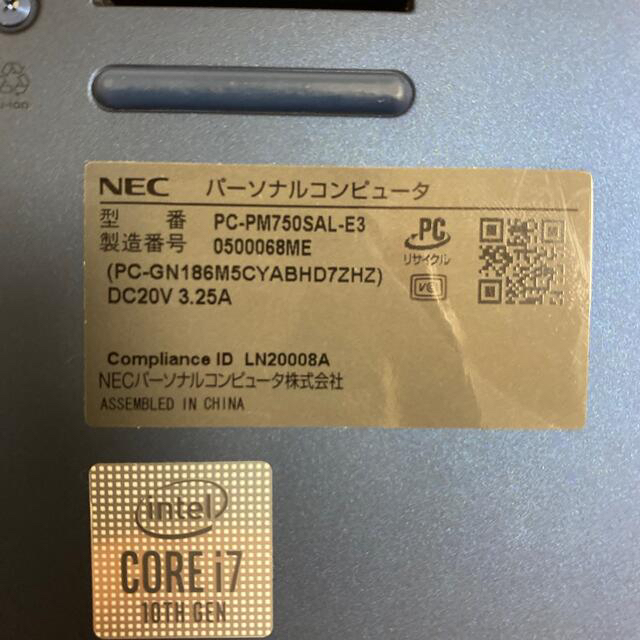 NEC パーソナルコンピュータ
型 番 PC-PM750SAL-E3
製造番号 0500068ME
(PC-GN186M5CYABHD7ZHZ)
DC20V 3.25A
PC
リサイクル
Compliance ID LN20008A
NECパーソナルコンピュータ株式会社
ASSEMBLED IN CHINA
intel
CORE i7
10TH GEN